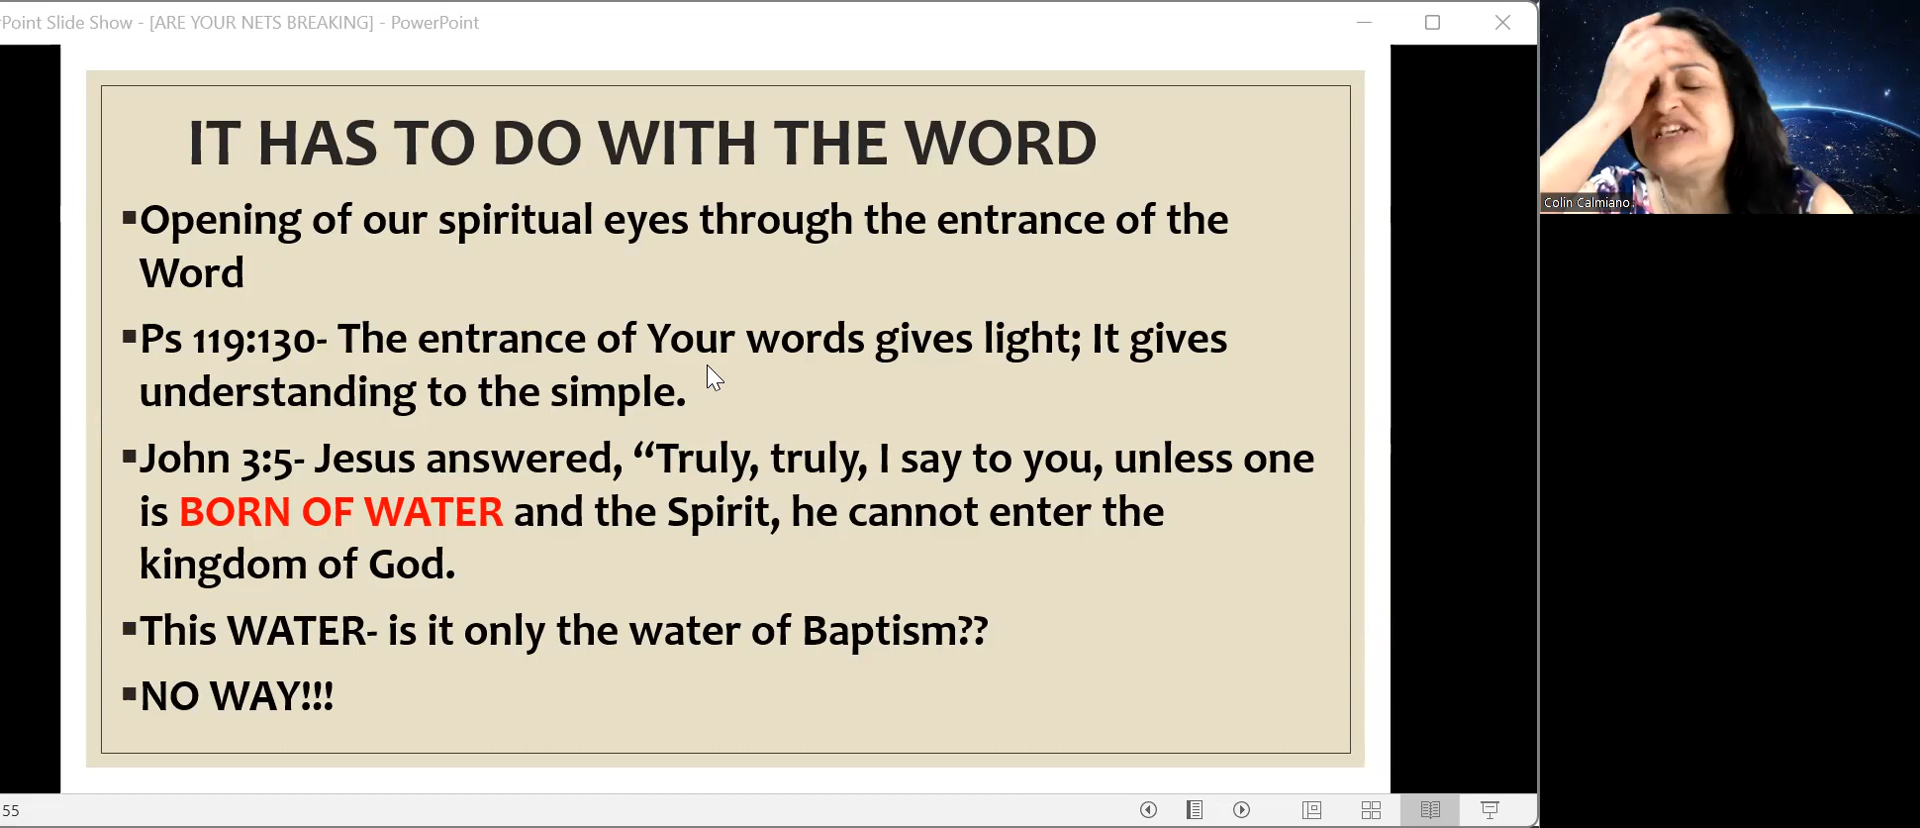 Point Slide Show - [ARE YOUR NETS BREAKING] - PowerPoint
IT HAS TO DO WITH THE WORD
▪Opening of our spiritual eyes through the entrance of the
Word
▪Ps 119:130- The entrance of Your words gives light; It gives
understanding to the simple.
▪John 3:5- Jesus answered, “Truly, truly, I say to you, unless one
is BORN OF WATER and the Spirit, he cannot enter the
kingdom of God.
▪This WATER- is it only the water of Baptism??
▪NO WAY!!!
Colin Calmiano
55